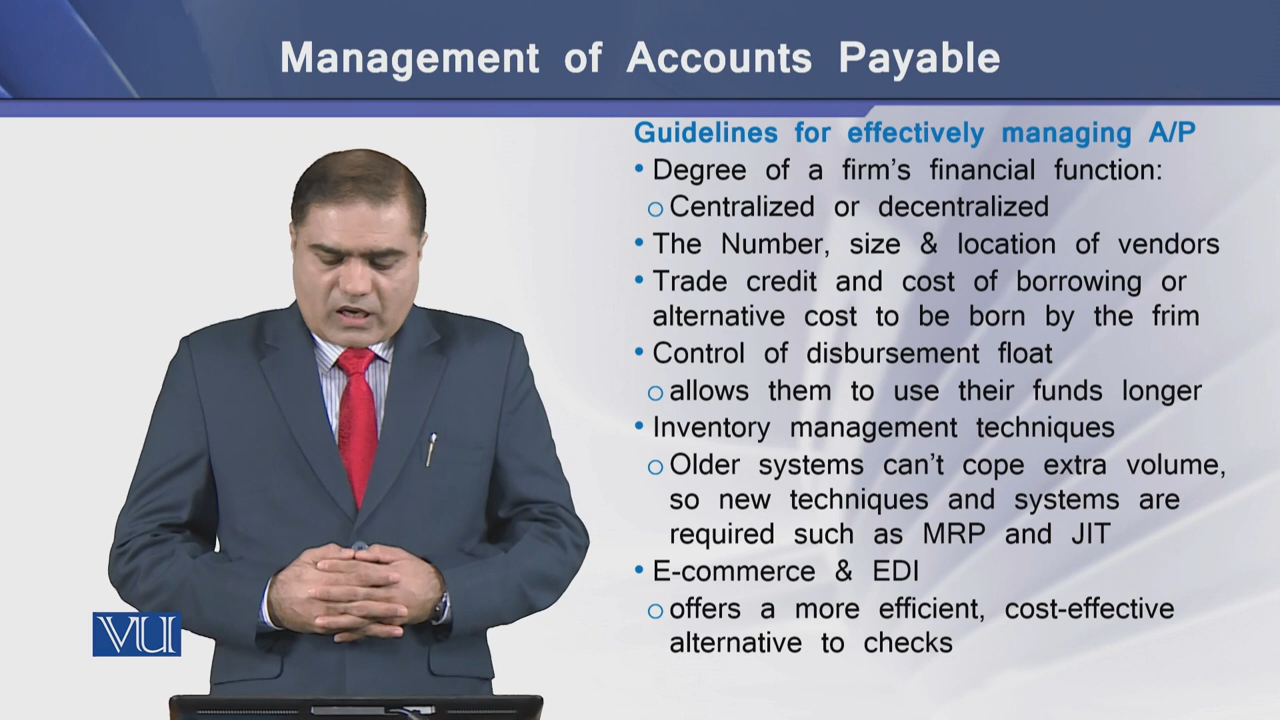 Management of Accounts Payable
Guidelines for effectively managing A/P
• Degree of a firm's financial function:
o Centralized or decentralized
• The Number, size & location of vendors
• Trade credit and cost of borrowing or
alternative cost to be born by the frim
• Control of disbursement float
o allows them to use their funds longer
• Inventory management techniques
o Older systems can't cope extra volume,
so new techniques and systems are
required such as MRP and JIT
• E-commerce & EDI
o offers a more efficient, cost-effective
alternative to checks
VU